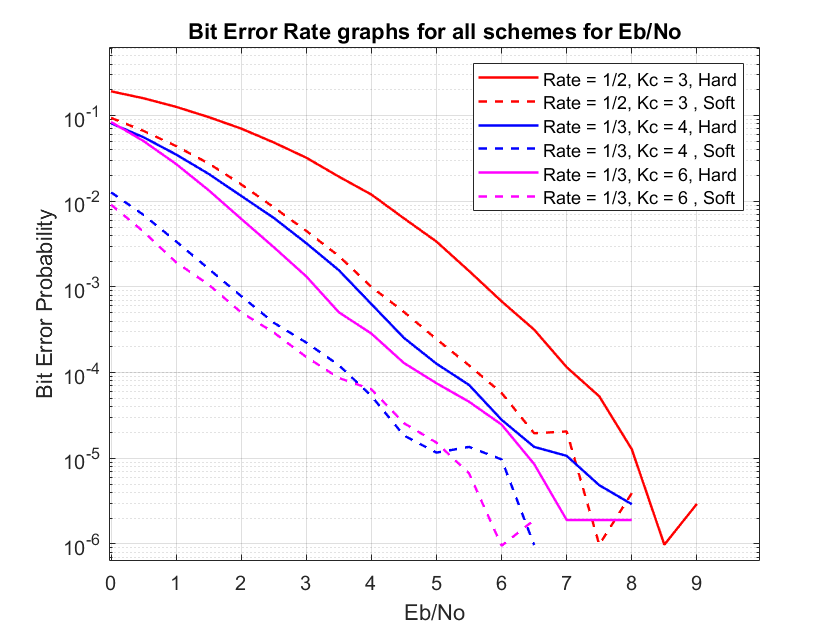 Bit Error Rate graphs for all schemes for Eb/No
Rate = 1/2, Kc = 3, Hard
Rate = 1/2, Kc = 3 , Soft
Rate = 1/3, Kc = 4, Hard
Rate = 1/3, Kc = 4 , Soft
Rate = 1/3, Kc = 6, Hard
Rate = 1/3, Kc = 6 , Soft
Bit Error Probability
10^-1
10^-2
10^-3
10^-4
10^-5
10^-6
0 1 2 3 4 5 6 7 8 9
Eb/No